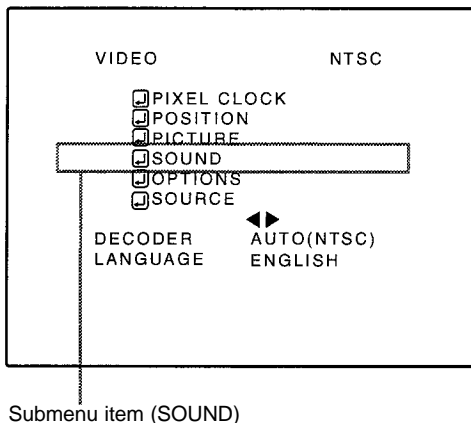 VIDEO NTSC
PIXEL CLOCK
POSITION
PICTURE
SOUND
OPTIONS
SOURCE
DECODER AUTO(NTSC)
LANGUAGE ENGLISH
Submenu item (SOUND)